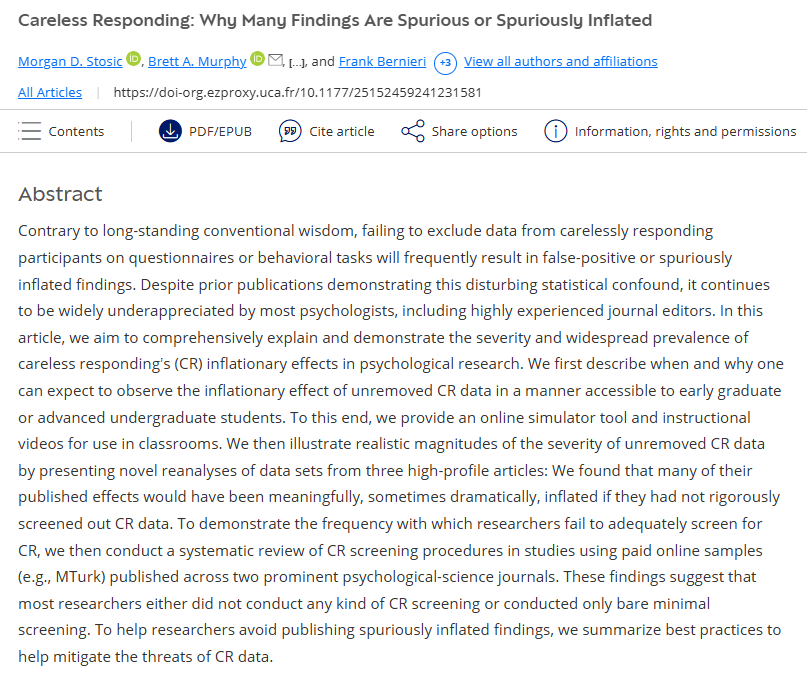 Careless Responding: Why Many Findings Are Spurious or Spuriously Inflated
Morgan D. Stosic iD, Brett A. Murphy iD, [...], and Frank Bernieri +3 View all authors and affiliations
All Articles | https://doi-org.ezproxy.uca.fr/10.1177/25152459241231581
Contents PDF/EPUB Cite article Share options Information, rights and permissions
Abstract
Contrary to long-standing conventional wisdom, failing to exclude data from carelessly responding
participants on questionnaires or behavioral tasks will frequently result in false-positive or spuriously
inflated findings. Despite prior publications demonstrating this disturbing statistical confound, it continues
to be widely underappreciated by most psychologists, including highly experienced journal editors. In this
article, we aim to comprehensively explain and demonstrate the severity and widespread prevalence of
careless responding's (CR) inflationary effects in psychological research. We first describe when and why one
can expect to observe the inflationary effect of unremoved CR data in a manner accessible to early graduate
or advanced undergraduate students. To this end, we provide an online simulator tool and instructional
videos for use in classrooms. We then illustrate realistic magnitudes of the severity of unremoved CR data
by presenting novel reanalyses of data sets from three high-profile articles: We found that many of their
published effects would have been meaningfully, sometimes dramatically, inflated if they had not rigorously
screened out CR data. To demonstrate the frequency with which researchers fail to adequately screen for
CR, we then conduct a systematic review of CR screening procedures in studies using paid online samples
(e.g., MTurk) published across two prominent psychological-science journals. These findings suggest that
most researchers either did not conduct any kind of CR screening or conducted only bare minimal
screening. To help researchers avoid publishing spuriously inflated findings, we summarize best practices to
help mitigate the threats of CR data.